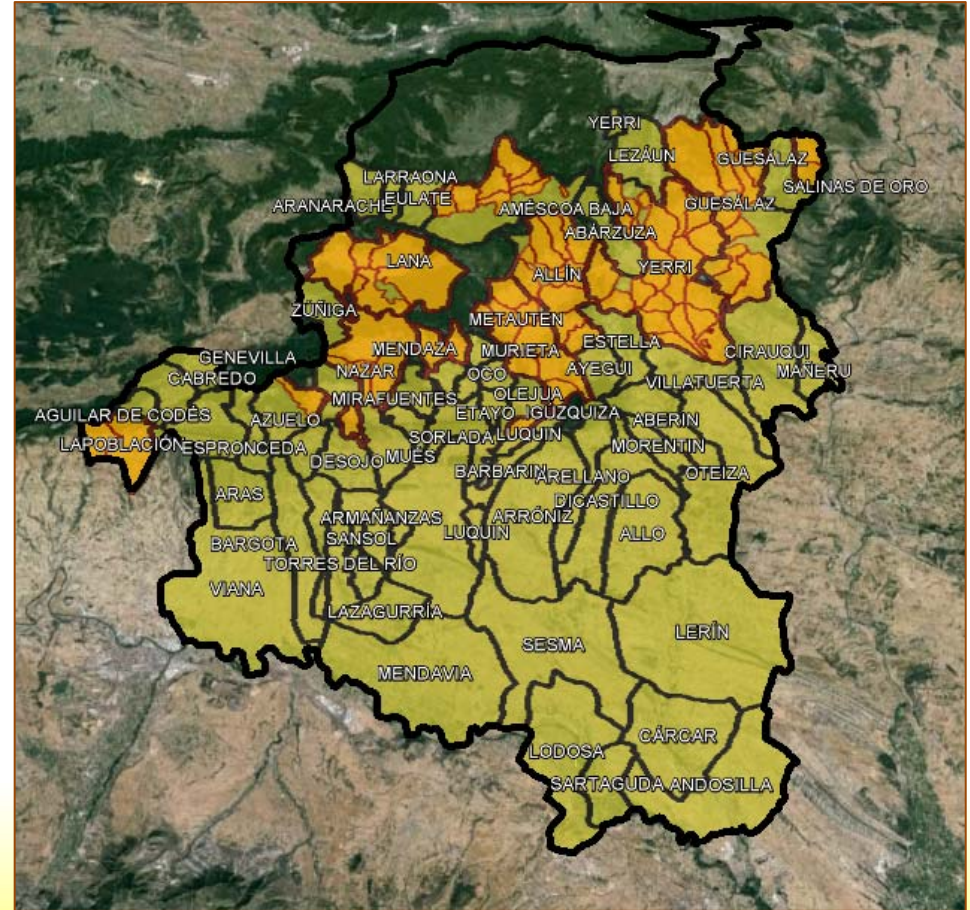 YERRI
LEZÁUN
GUESÁLAZ
LARRAONA
SALINAS DE ORO
ARANARACHE
EULATE
AMÉSCOA BAJA
GUESÁLAZ
ABÁRZUZA
LANA
ALLÍN
YERRI
ZÚÑIGA
METAUTEN
GENEVILLA
MENDAZA
MURIETA
ESTELLA
CIRAUQUI
CABREDO
NAZAR
OCO
AYEGUI
MAÑERU
VILLATUERTA
MIRAFUENTES
OLEJUA
AGUILAR DE CODÉS
AZUELO
ETAYO
IGÚZQUIZA
ABERIN
LAPOBLACIÓN
ESPRONCEDA
SORLADA
LUQUIN
MORENTIN
DESOJO
MUES
BARBARIN
ARELLANO
OTEIZA
ARAS
DICASTILLO
ARMAÑANZAS
ARRÓNIZ
BARGOTA
SANSOL
LUQUIN
ALLO
TORRES DEL RÍO
VIANA
LAZAGURRÍA
LERÍN
SESMA
MENDAVIA
CÁRCAR
LODOSA
SARTAGUDA
ANDOSILLA